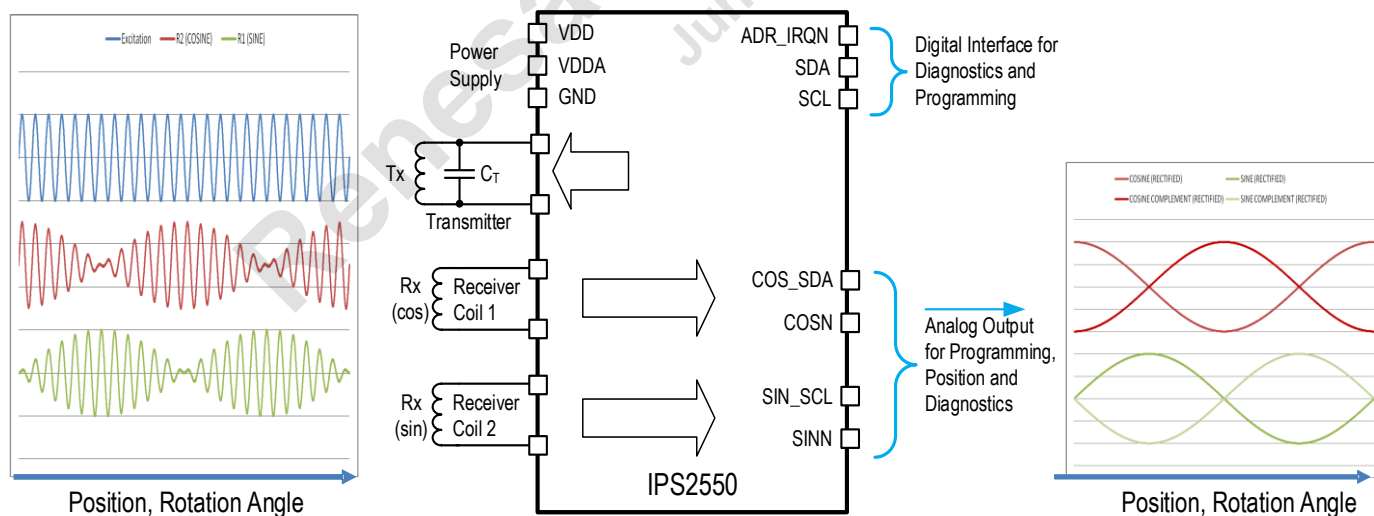 Excitation R2 (COSINE) R1 (SINE)
Position, Rotation Angle
Power
Supply
VDD
VDDA
GND
Tx
CT
Transmitter
Rx
(cos)
Receiver
Coil 1
Rx
(sin)
Receiver
Coil 2
IPS2550
ADR_IRQN
SDA
SCL
Digital Interface for
Diagnostics and
Programming
COS_SDA
COSN
SIN_SCL
SINN
Analog Output
for Programming,
Position and
Diagnostics
COSINE (RECTIFIED) SINE (RECTIFIED)
COSINE COMPLEMENT (RECTIFIED) SINE COMPLEMENT (RECTIFIED)
Position, Rotation Angle